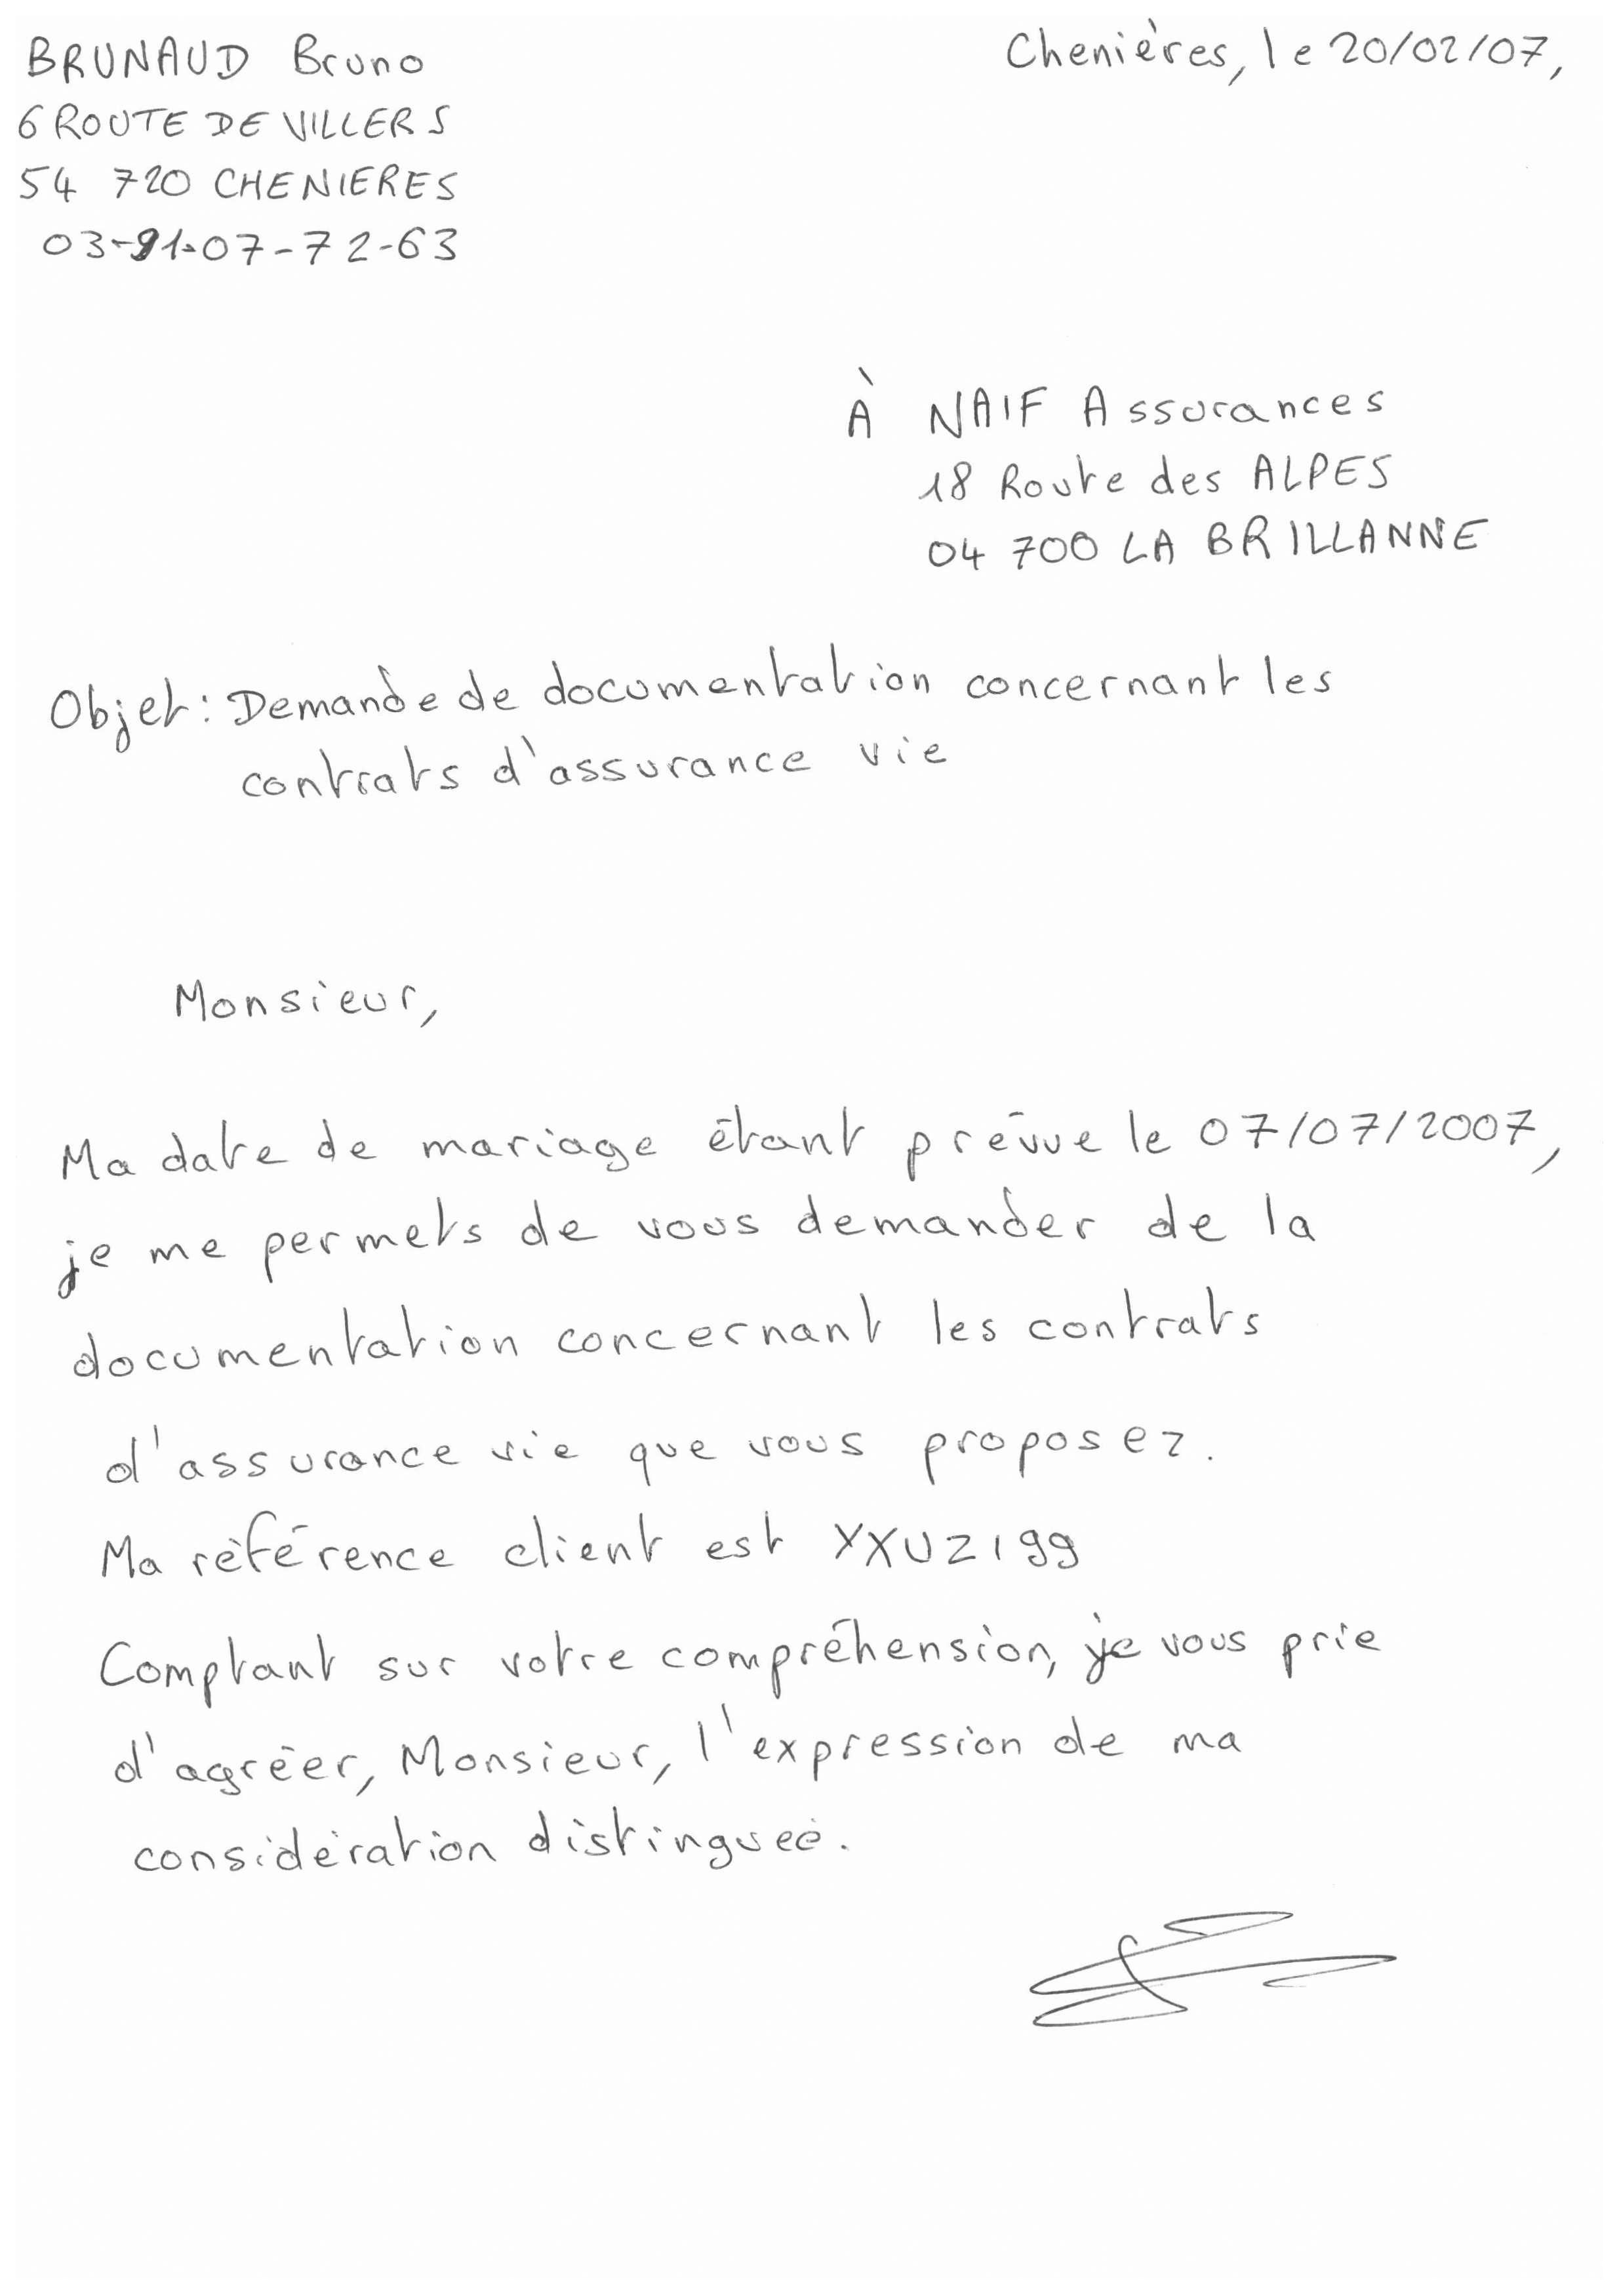 BRUNAUD Bruno
Chenières, le 20/02/07,
6 ROUTE DE VILLERS
54 720 CHENIERES
03-91-07-72-63
À NAIF Assurances
18 Route des ALPES
04 700 LA BRILLANNE
Objet : Demande de documentation concernant les
contrats d'assurance vie
Monsieur,
Ma date de mariage étant prévue le 07/07/2007,
je me permets de vous demander de la
documentation concernant les contrats
d'assurance vie que vous proposez.
Ma référence client est
Comptant sur votre compréhension, je vous prie
d'agréer, Monsieur, l'expression de ma
considération distinguée.